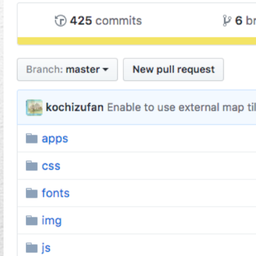 425 commits 6 br
Branch: master New pull request
kochizufan Enable to use external map til
apps
css
fonts
img
js